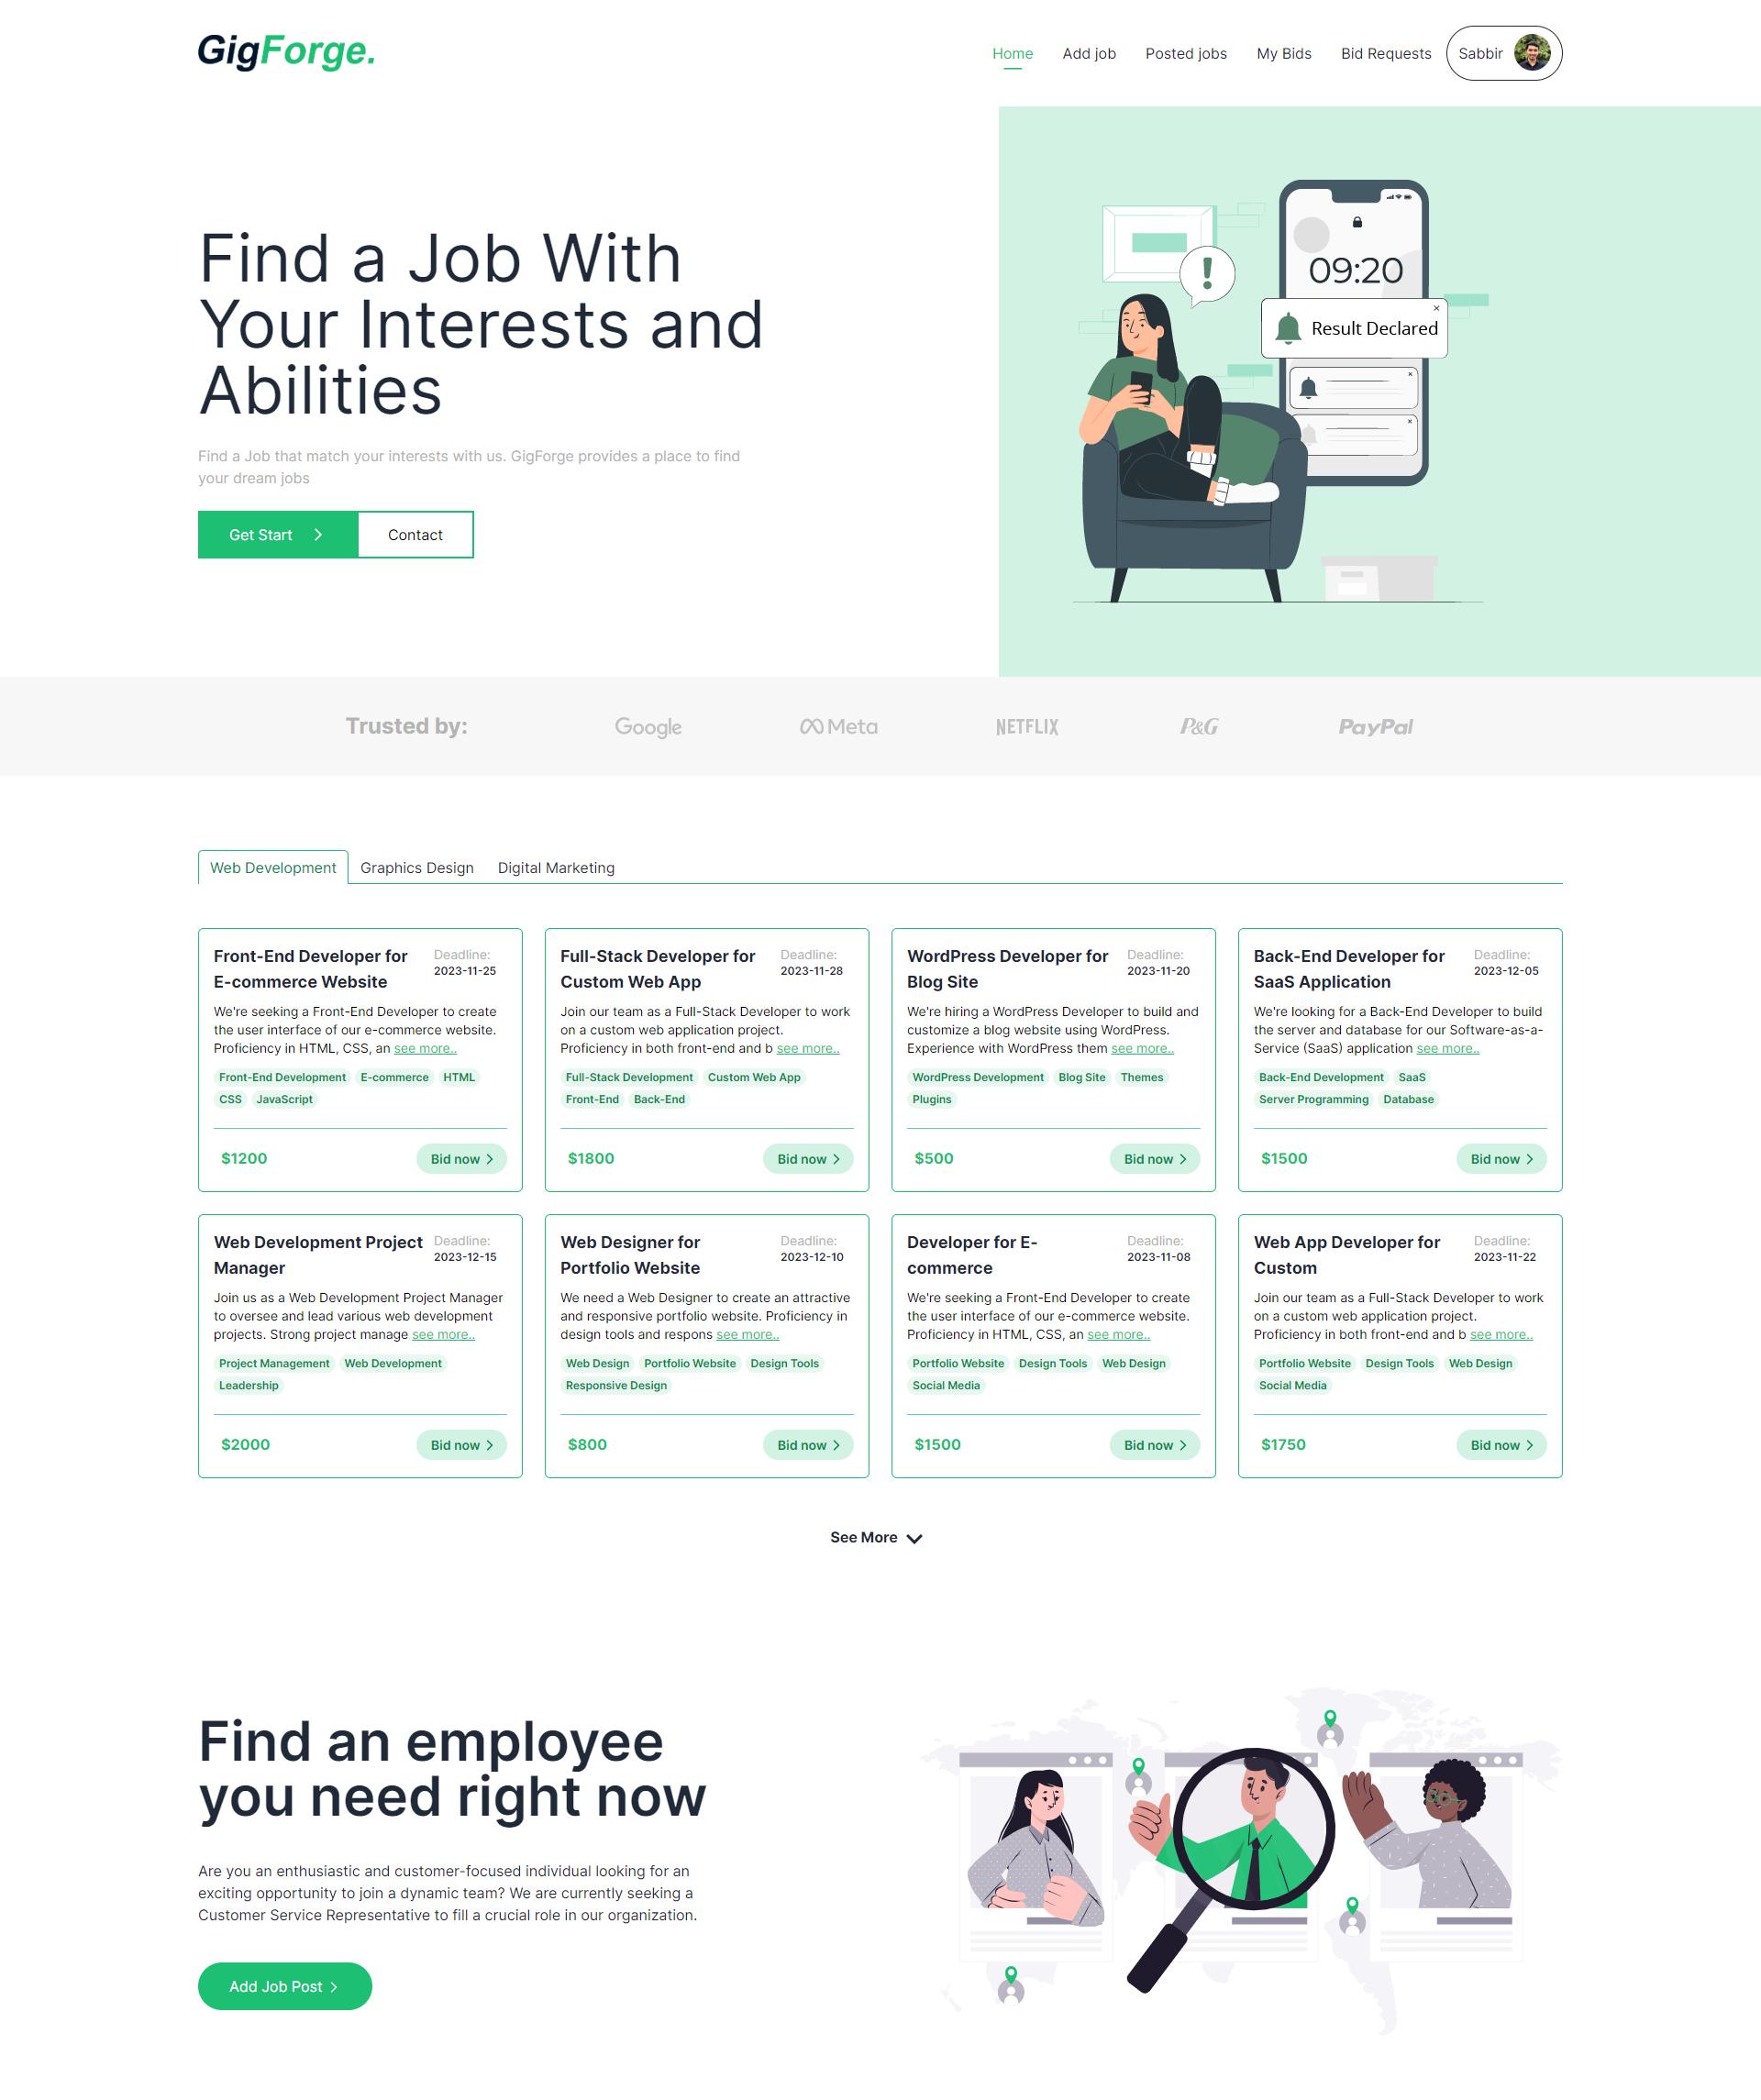 GigForge.
Home Add job Posted jobs My Bids Bid Requests Sabbir
Find a Job With
Your Interests and
Abilities
Find a Job that match your interests with us. GigForge provides a place to find
your dream jobs
Get Start
Contact
!
09:20
Result Declared
Trusted by:
Google
Meta
NETFLIX
P&G
PayPal
Web Development Graphics Design Digital Marketing
Front-End Developer for
E-commerce Website
Deadline:
2023-11-25
We're seeking a Front-End Developer to create
the user interface of our e-commerce website.
Proficiency in HTML, CSS, an see more..
Front-End Development E-commerce HTML
CSS JavaScript
$1200
Bid now
Full-Stack Developer for
Custom Web App
Deadline:
2023-11-28
Join our team as a Full-Stack Developer to work
on a custom web application project.
Proficiency in both front-end and b see more..
Full-Stack Development Custom Web App
Front-End Back-End
$1800
Bid now
WordPress Developer for
Blog Site
Deadline:
2023-11-20
We're hiring a WordPress Developer to build and
customize a blog website using WordPress.
Experience with WordPress them see more..
WordPress Development Blog Site Themes
Plugins
$500
Bid now
Back-End Developer for
SaaS Application
Deadline:
2023-12-05
We're looking for a Back-End Developer to build
the server and database for our Software-as-a-
Service (SaaS) application see more..
Back-End Development SaaS
Server Programming Database
$1500
Bid now
Web Development Project
Manager
Deadline:
2023-12-15
Join us as a Web Development Project Manager
to oversee and lead various web development
projects. Strong project manage see more..
Project Management Web Development
Leadership
$2000
Bid now
Web Designer for
Portfolio Website
Deadline:
2023-12-10
We need a Web Designer to create an attractive
and responsive portfolio website. Proficiency in
design tools and respons see more..
Web Design Portfolio Website Design Tools
Responsive Design
$800
Bid now
Developer for E-
commerce
Deadline:
2023-11-08
We're seeking a Front-End Developer to create
the user interface of our e-commerce website.
Proficiency in HTML, CSS, an see more..
Portfolio Website Design Tools Web Design
Social Media
$1500
Bid now
Web App Developer for
Custom
Deadline:
2023-11-22
Join our team as a Full-Stack Developer to work
on a custom web application project.
Proficiency in both front-end and b see more..
Portfolio Website Design Tools Web Design
Social Media
$1750
Bid now
See More
Find an employee
you need right now
Are you an enthusiastic and customer-focused individual looking for an
exciting opportunity to join a dynamic team? We are currently seeking a
Customer Service Representative to fill a crucial role in our organization.
Add Job Post